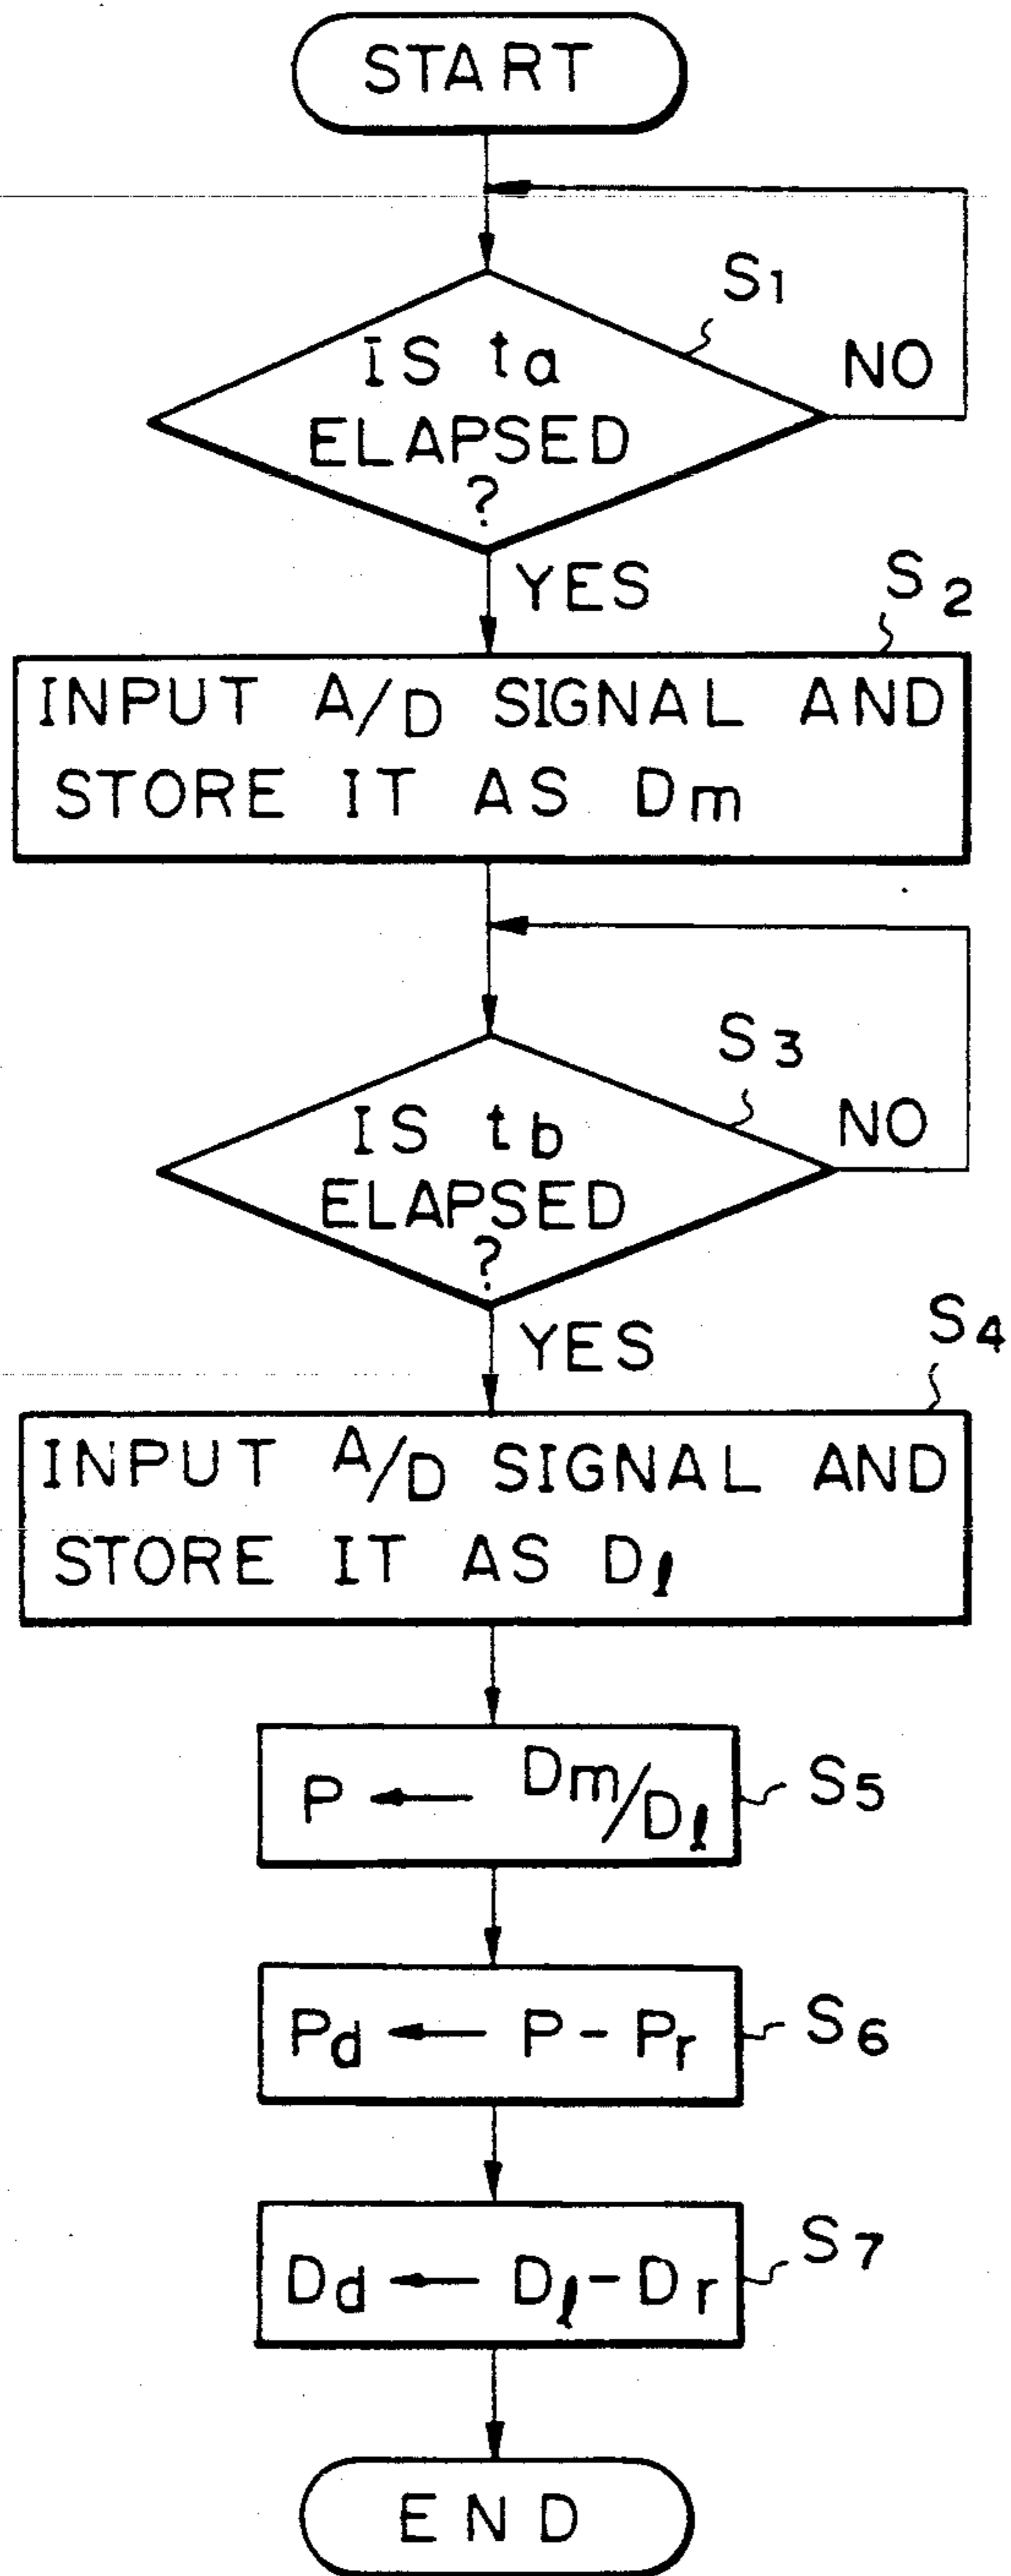 START
S1
IS ta
NO
ELAPSED
?
YES
S2
INPUT A/D SIGNAL AND
STORE IT AS Dm
S3
IS tb
NO
ELAPSED
?
YES
S4
INPUT A/D SIGNAL AND
STORE IT AS Dl
P ← Dm/Dl
S5
Pd ← P-Pr
S6
Dd ← Dl-Dr
S7
END